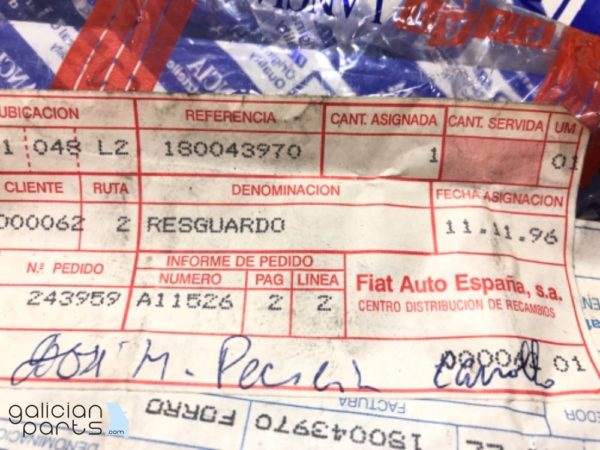 LANCIA
UBICACION REFERENCIA CANT. ASIGNADA CANT. SERVIDA UM
1 048 L2 180043970 1 01
CLIENTE RUTA DENOMINACION FECHA ASIGNACION
000062 2 RESGUARDO 11.11.96
N.º PEDIDO INFORME DE PEDIDO
NUMERO PAG LINEA
243959 A11526 2 2
Fiat Auto España, s.a.
CENTRO DISTRIBUCION DE RECAMBIOS
José M. 01
FACTURA
180043970 FORRO
galician
parts.com